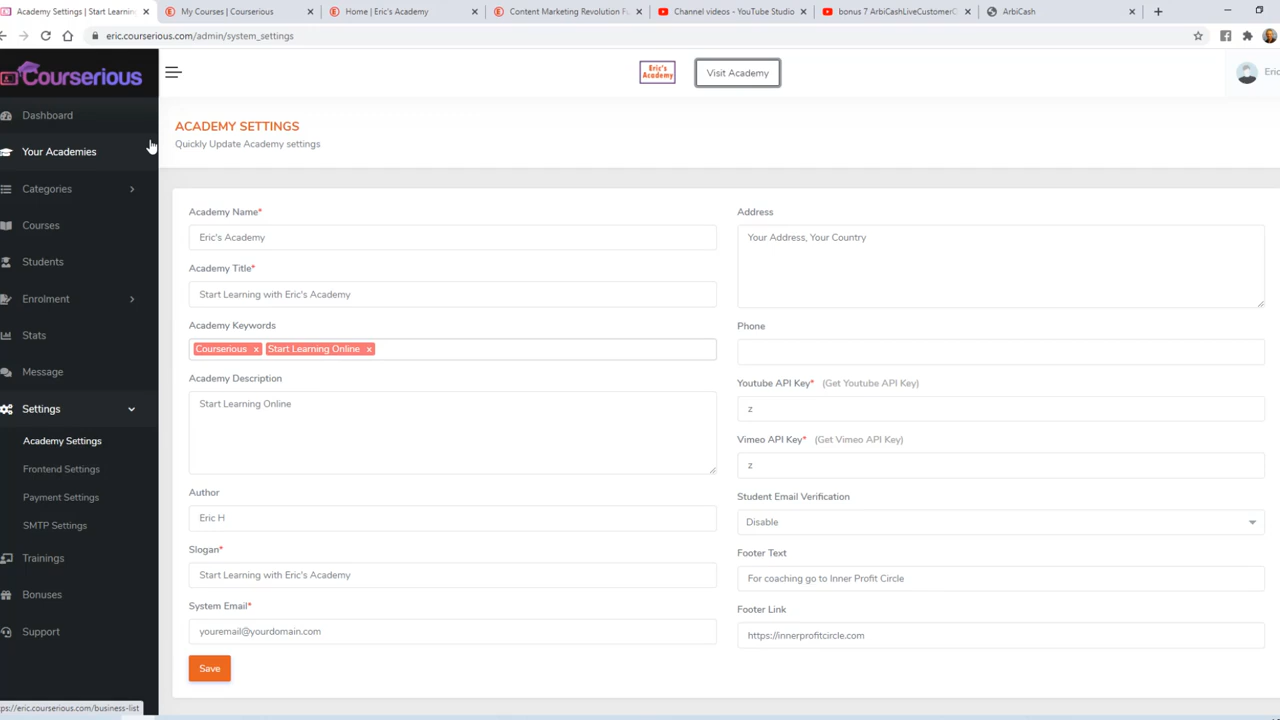 Academy Settings | Start Learnin
My Courses | Courserious
Home | Eric's Academy
Content Marketing Revolution Fu
Channel videos - YouTube Studio
bonus 7 ArbiCashLiveCustomerC
ArbiCash
eric.courserious.com/admin/system_settings
Courserious
Eric's Academy
Visit Academy
Eric
Dashboard
Your Academies
Categories
Courses
Students
Enrolment
Stats
Message
Settings
Academy Settings
Frontend Settings
Payment Settings
SMTP Settings
Trainings
Bonuses
Support
ACADEMY SETTINGS
Quickly Update Academy settings
Academy Name*
Eric's Academy
Academy Title*
Start Learning with Eric's Academy
Academy Keywords
Courserious x Start Learning Online x
Academy Description
Start Learning Online
Author
Eric H
Slogan*
Start Learning with Eric's Academy
System Email*
youremail@yourdomain.com
Save
Address
Your Address, Your Country
Phone
Youtube API Key* (Get Youtube API Key)
z
Vimeo API Key* (Get Vimeo API Key)
z
Student Email Verification
Disable
Footer Text
For coaching go to Inner Profit Circle
Footer Link
https://innerprofitcircle.com
ps://eric.courserious.com/business-list